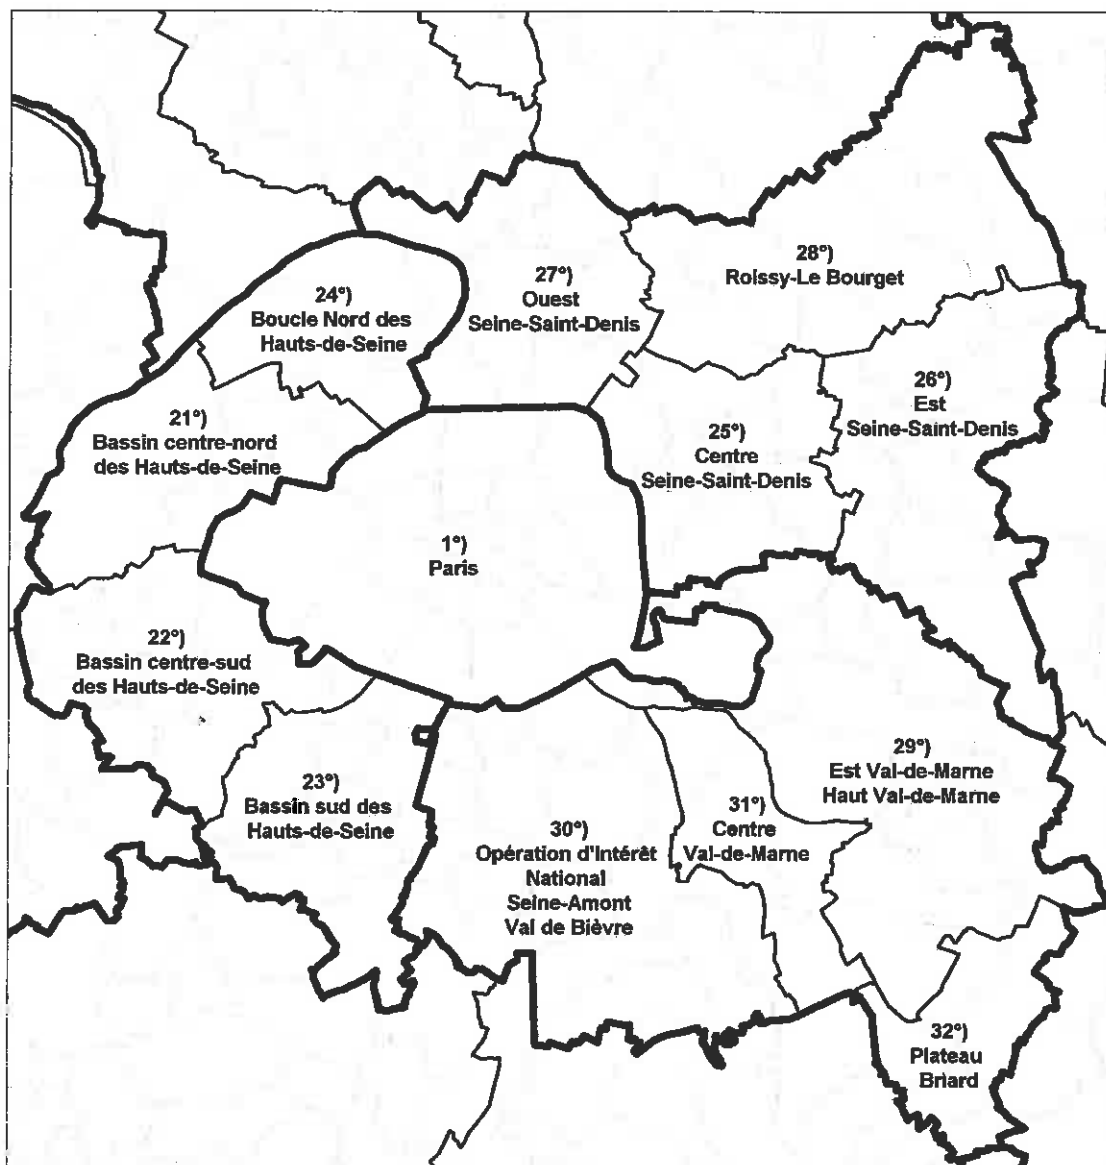 28°)
Roissy-Le Bourget
27°)
Ouest
Seine-Saint-Denis
24°)
Boucle Nord des
Hauts-de-Seine
26°)
Est
Seine-Saint-Denis
21°)
Bassin centre-nord
des Hauts-de-Seine
25°)
Centre
Seine-Saint-Denis
1°)
Paris
22°)
Bassin centre-sud
des Hauts-de-Seine
29°)
Est Val-de-Marne
Haut Val-de-Marne
23°)
Bassin sud des
Hauts-de-Seine
31°)
Centre
Val-de-Marne
30°)
Opération d'Intérêt
National
Seine-Amont
Val de Bièvre
32°)
Plateau
Briard